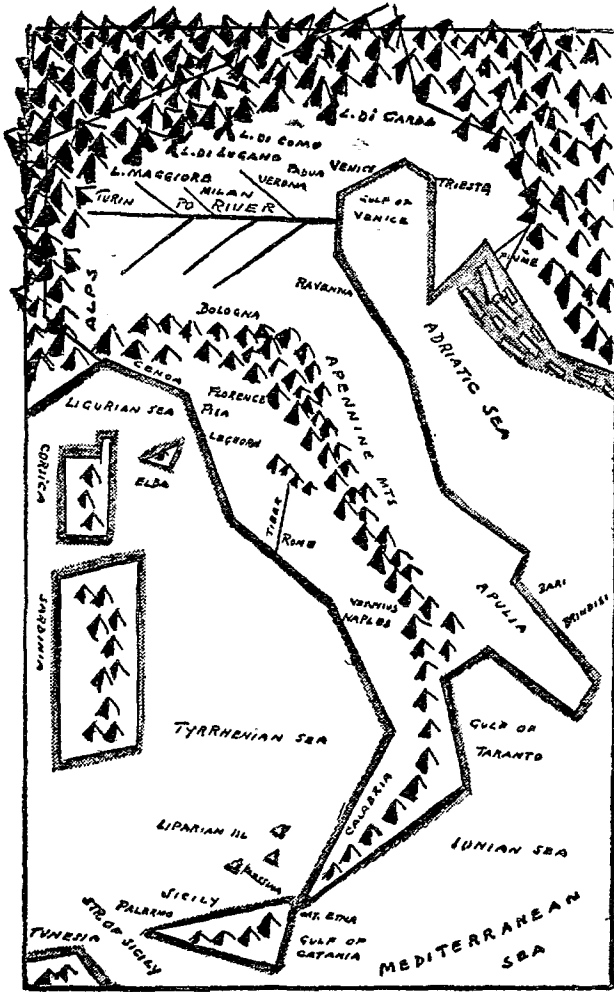 L. DI GARDA
L. DI COMO
L. DI LUGANO
PADUA
VENICE
L. MAGGIORE
VERONA
MILAN
TRIESTE
TURIN
PO RIVER
GULF OF
VENICE
FIUME
ALPS
RAVENNA
BOLOGNA
ADRIATIC SEA
APENNINE MTS
GENOA
FLORENCE
PISA
LIGURIAN SEA
LEGHORN
CORSICA
ELBA
TIBER
ROME
BARI
BRINDISI
APULIA
NAPLES
SARDINIA
TYRRHENIAN SEA
GULF OF
TARANTO
CALABRIA
LIPARIAN ISL
IONIAN SEA
MESSINA
SICILY
PALERMO
MT. ETNA
STR. OF SICILY
TUNESIA
GULF OF
CATANIA
MEDITERRANEAN
SEA